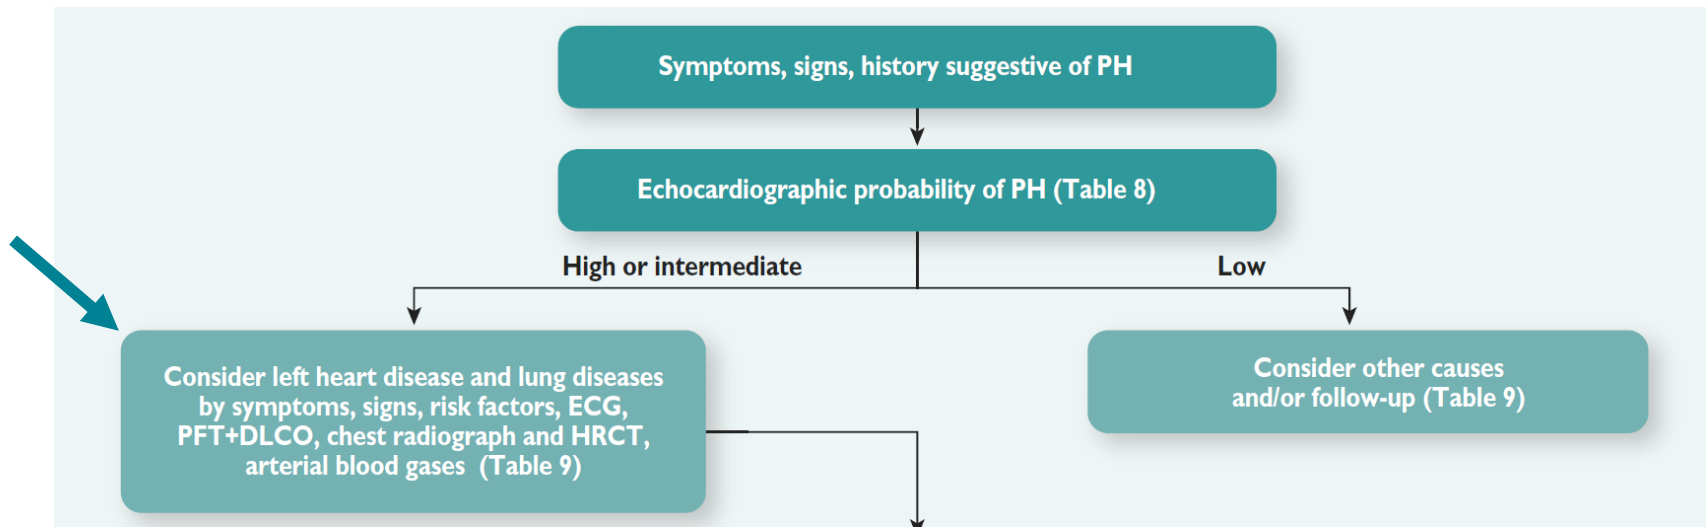 Symptoms, signs, history suggestive of PH
Echocardiographic probability of PH (Table 8)
High or intermediate
Low
Consider left heart disease and lung diseases
by symptoms, signs, risk factors, ECG,
PFT+DLCO, chest radiograph and HRCT,
arterial blood gases  (Table 9)
Consider other causes
and/or follow-up (Table 9)